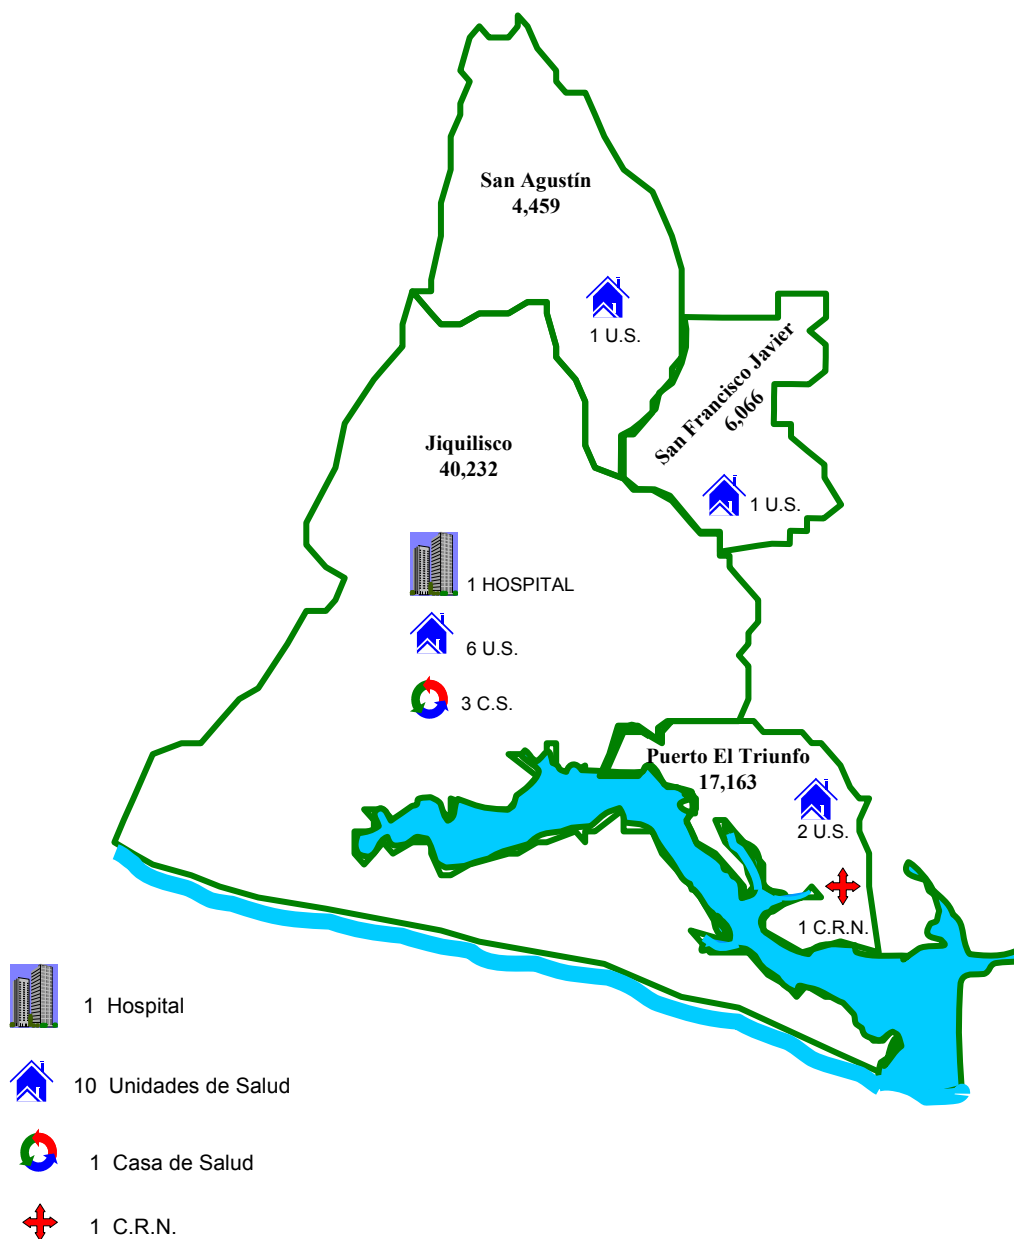 San Agustín
4,459
1 U.S.
San Francisco Javier
6,066
1 U.S.
Jiquilisco
40,232
1 HOSPITAL
6 U.S.
3 C.S.
Puerto El Triunfo
17,163
2 U.S.
1 C.R.N.
1 Hospital
10 Unidades de Salud
1 Casa de Salud
1 C.R.N.